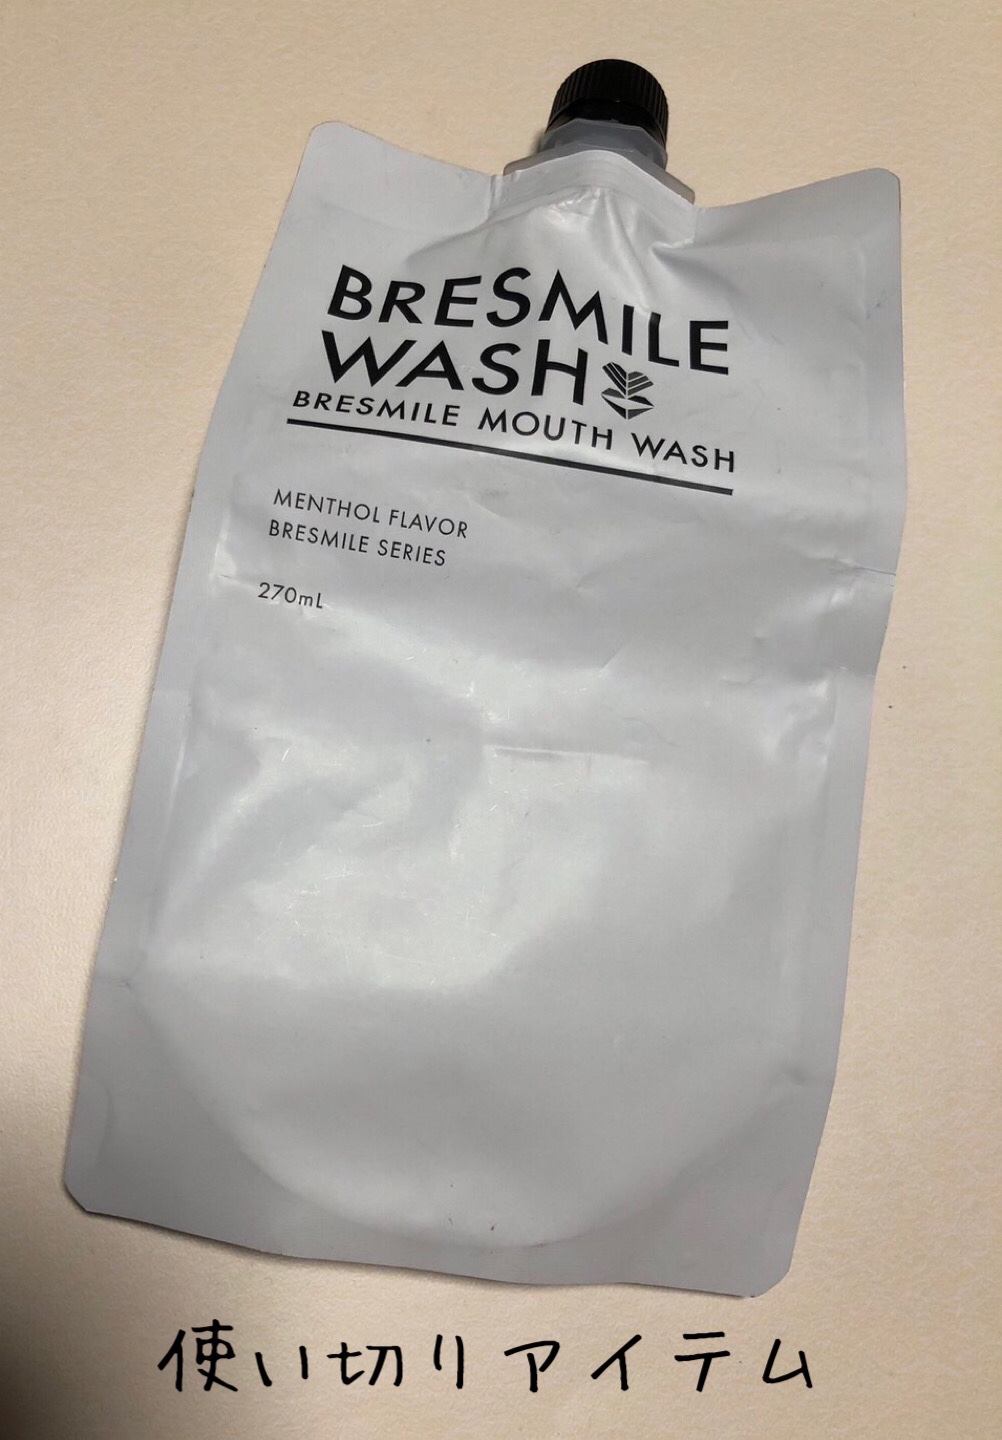 BRESMILE
WASH
BRESMILE MOUTH WASH
MENTHOL FLAVOR
BRESMILE SERIES
270mL
使い切りアイテム